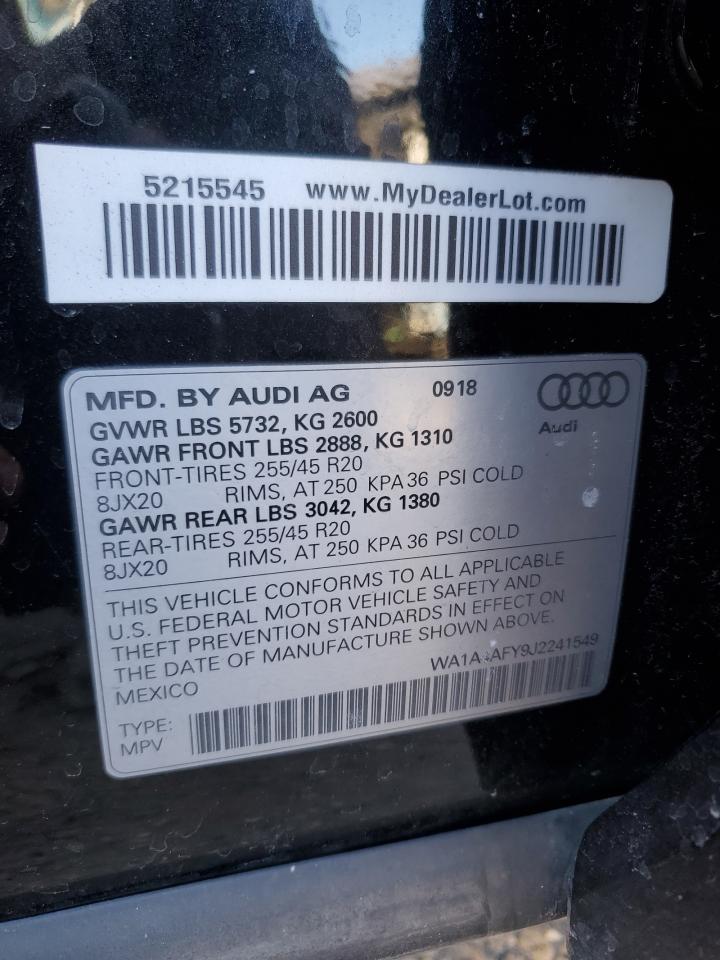 5215545 www.MyDealerLot.com
MFD. BY AUDI AG 0918
GVWR LBS 5732, KG 2600
GAWR FRONT LBS 2888, KG 1310
Audi
FRONT-TIRES 255/45 R20
8JX20 RIMS, AT 250 KPA 36 PSI COLD
GAWR REAR LBS 3042, KG 1380
REAR-TIRES 255/45 R20
8JX20 RIMS, AT 250 KPA 36 PSI COLD
THIS VEHICLE CONFORMS TO ALL APPLICABLE
U.S. FEDERAL MOTOR VEHICLE SAFETY AND
THEFT PREVENTION STANDARDS IN EFFECT ON
THE DATE OF MANUFACTURE SHOWN ABOVE.
MEXICO
TYPE:
MPV